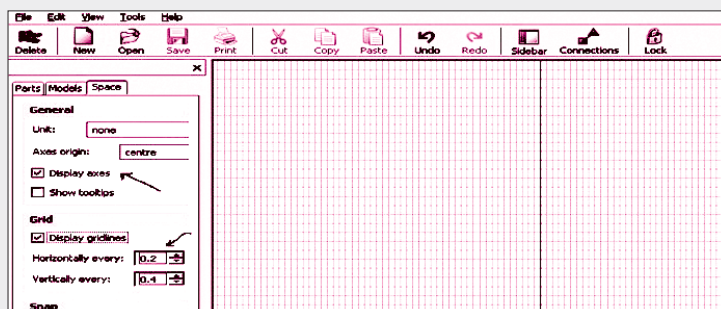 File Edit View Tools Help
Delete New Open Save Print Cut Copy Paste Undo Redo Sidebar Connections Lock
Parts Models Space
General
Unit: none
Axes origin: centre
Display axes
Show tooltips
Grid
Display gridlines
Horizontally every: 0.2
Vertically every: 0.4
Snap